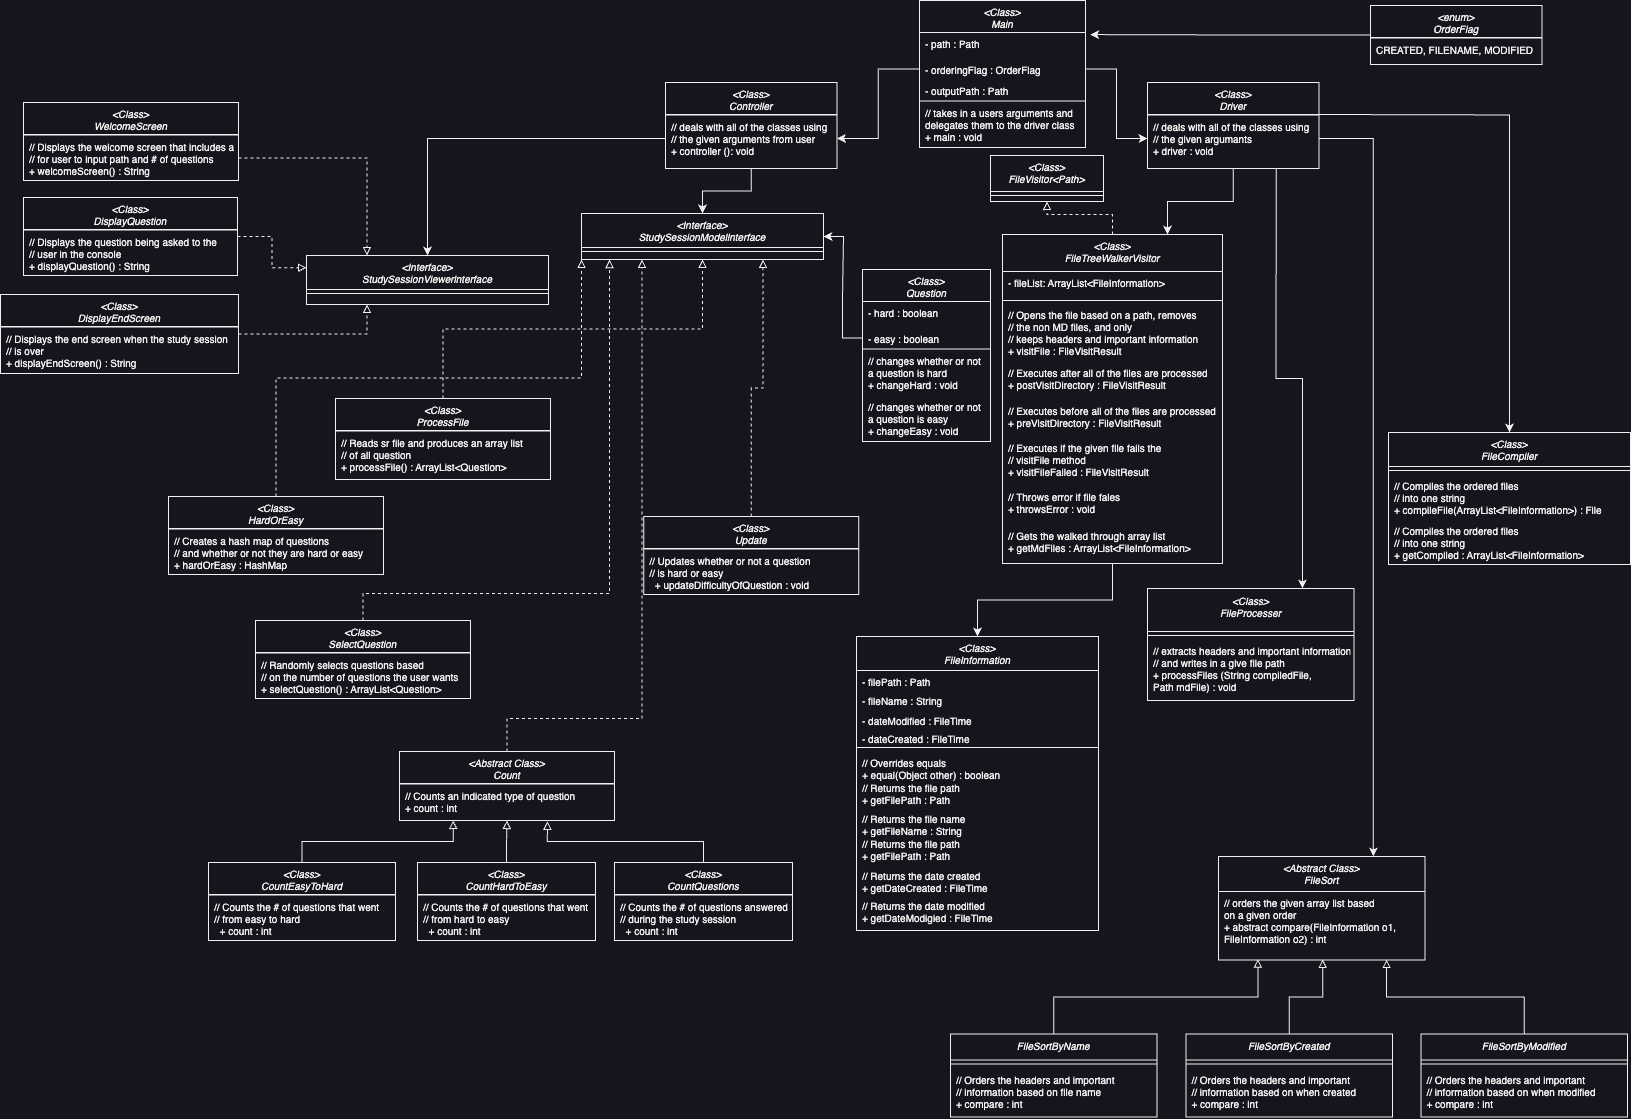 <Class>
Main
- path : Path
- orderingFlag : OrderFlag
- outputPath : Path
// takes in a users arguments and
delegates them to the driver class
+ main : void
<enum>
OrderFlag
CREATED, FILENAME, MODIFIED
<Class>
Controller
// deals with all of the classes using
// the given arguments from user
+ controller (): void
<Class>
Driver
// deals with all of the classes using
// the given argumants
+ driver : void
<Class>
WelcomeScreen
// Displays the welcome screen that includes a
// for user to input path and # of questions
+ welcomeScreen() : String
<Class>
DisplayQuestion
// Displays the question being asked to the
// user in the console
+ displayQuestion() : String
<Class>
DisplayEndScreen
// Displays the end screen when the study session
// is over
+ displayEndScreen() : String
<Interface>
StudySessionViewerInterface
<Interface>
StudySessionModelInterface
<Class>
FileVisitor<Path>
<Class>
Question
- hard : boolean
- easy : boolean
// changes whether or not
a question is hard
+ changeHard : void
// changes whether or not
a question is easy
+ changeEasy : void
<Class>
FileTreeWalkerVisitor
- fileList: ArrayList<FileInformation>
// Opens the file based on a path, removes
// the non MD files, and only
// keeps headers and important information
+ visitFile : FileVisitResult
// Executes after all of the files are processed
+ postVisitDirectory : FileVisitResult
// Executes before all of the files are processed
+ preVisitDirectory : FileVisitResult
// Executes if the given file fails the
// visitFile method
+ visitFileFailed : FileVisitResult
// Throws error if file fales
+ throwsError : void
// Gets the walked through array list
+ getMdFiles : ArrayList<FileInformation>
<Class>
ProcessFile
// Reads sr file and produces an array list
// of all question
+ processFile() : ArrayList<Question>
<Class>
HardOrEasy
// Creates a hash map of questions
// and whether or not they are hard or easy
+ hardOrEasy : HashMap
<Class>
Update
// Updates whether or not a question
// is hard or easy
+ updateDifficultyOfQuestion : void
<Class>
FileCompiler
// Compiles the ordered files
// into one string
+ compileFile(ArrayList<FileInformation>) : File
// Compiles the ordered files
// into one string
+ getCompiled : ArrayList<FileInformation>
<Class>
SelectQuestion
// Randomly selects questions based
// on the number of questions the user wants
+ selectQuestion() : ArrayList<Question>
<Class>
FileProcesser
// extracts headers and important information
// and writes in a give file path
+ processFiles (String compiledFile,
Path mdFile) : void
<Class>
FileInformation
- filePath : Path
- fileName : String
- dateModified : FileTime
- dateCreated : FileTime
// Overrides equals
+ equal(Object other) : boolean
// Returns the file path
+ getFilePath : Path
// Returns the file name
+ getFileName : String
// Returns the file path
+ getFilePath : Path
// Returns the date created
+ getDateCreated : FileTime
// Returns the date modified
+ getDateModigied : FileTime
<Abstract Class>
Count
// Counts an indicated type of question
+ count : int
<Class>
CountEasyToHard
// Counts the # of questions that went
// from easy to hard
+ count : int
<Class>
CountHardToEasy
// Counts the # of questions that went
// from hard to easy
+ count : int
<Class>
CountQuestions
// Counts the # of questions answered
// during the study session
+ count : int
<Abstract Class>
FileSort
// orders the given array list based
on a given order
+ abstract compare(FileInformation o1,
FileInformation o2) : int
FileSortByName
// Orders the headers and important
// information based on file name
+ compare : int
FileSortByCreated
// Orders the headers and important
// information based on when created
+ compare : int
FileSortByModified
// Orders the headers and important
// information based on when modified
+ compare : int